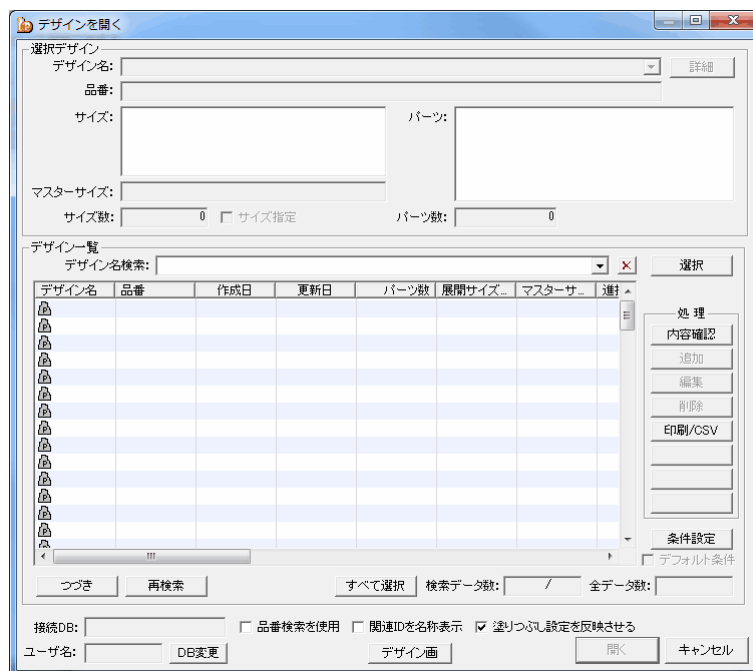 デザインを開く
選択デザイン
デザイン名: 詳細
品番:
サイズ: パーツ:
マスターサイズ:
サイズ数: 0 サイズ指定 パーツ数: 0
デザイン一覧
デザイン名検索: 選択
デザイン名 品番 作成日 更新日 パーツ数 展開サイズ... マスターサ...
処 理
内容確認
追加
編集
削除
印刷/CSV
条件設定
デフォルト条件
つづき 再検索 すべて選択 検索データ数: / 全データ数:
接続DB: 品番検索を使用 関連IDを名称表示 塗りつぶし設定を反映させる
ユーザ名: DB変更 デザイン画 開く キャンセル